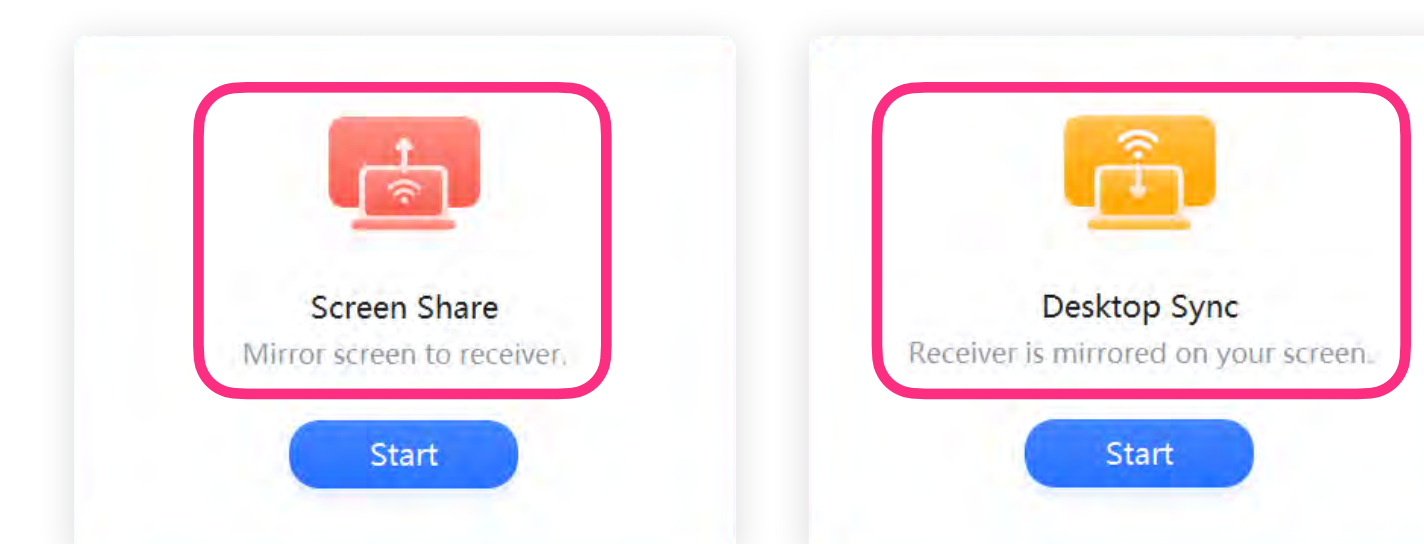 Screen Share
Mirror screen to receiver.
Start
Desktop Sync
Receiver is mirrored on your screen.
Start